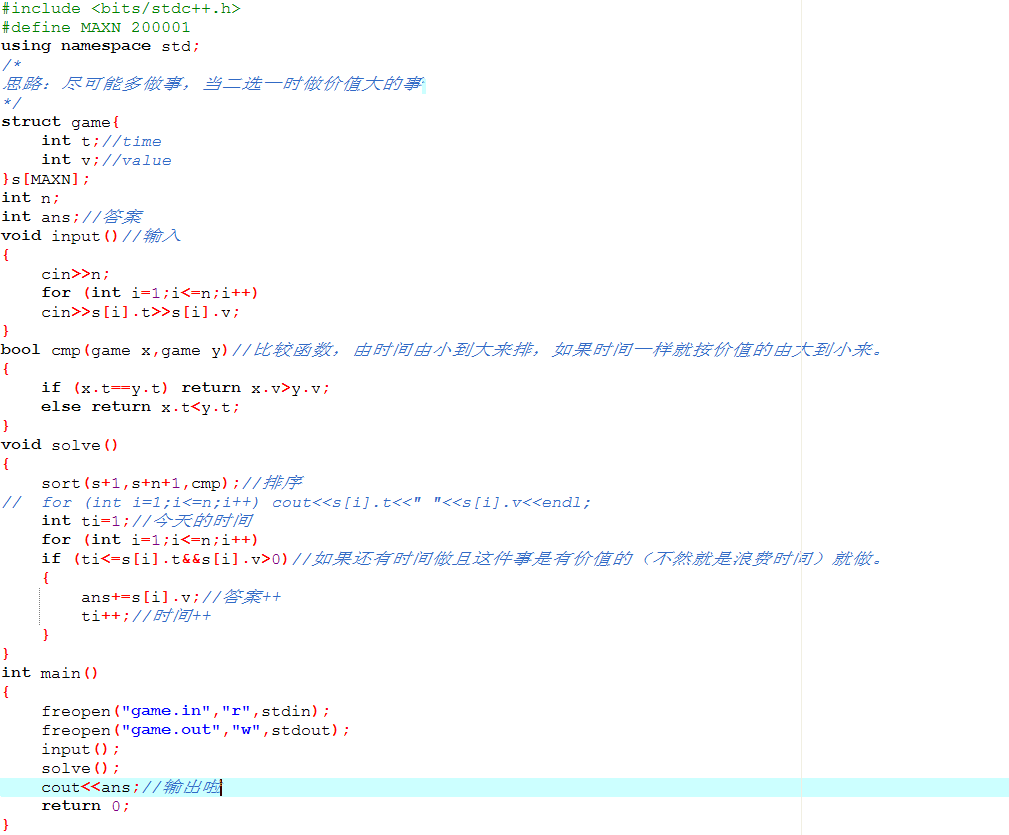 #include <bits/stdc++.h>
#define MAXN 200001
using namespace std;
/*
思路：尽可能多做事，当二选一时做价值大的事
*/
struct game{
    int t;//time
    int v;//value
}s[MAXN];
int n;
int ans;//答案
void input()//输入
{
    cin>>n;
    for (int i=1;i<=n;i++)
    cin>>s[i].t>>s[i].v;
}
bool cmp(game x,game y)//比较函数，由时间由小到大来排，如果时间一样就按价值的由大到小来。
{
    if (x.t==y.t) return x.v>y.v;
    else return x.t<y.t;
}
void solve()
{
    sort(s+1,s+n+1,cmp);//排序
//  for (int i=1;i<=n;i++) cout<<s[i].t<<" "<<s[i].v<<endl;
    int ti=1;//今天的时间
    for (int i=1;i<=n;i++)
    if (ti<=s[i].t&&s[i].v>0)//如果还有时间做且这件事是有价值的（不然就是浪费时间）就做。
    {
        ans+=s[i].v;//答案++
        ti++;//时间++
    }
}
int main()
{
    freopen("game.in","r",stdin);
    freopen("game.out","w",stdout);
    input();
    solve();
    cout<<ans;//输出啦
    return 0;
}